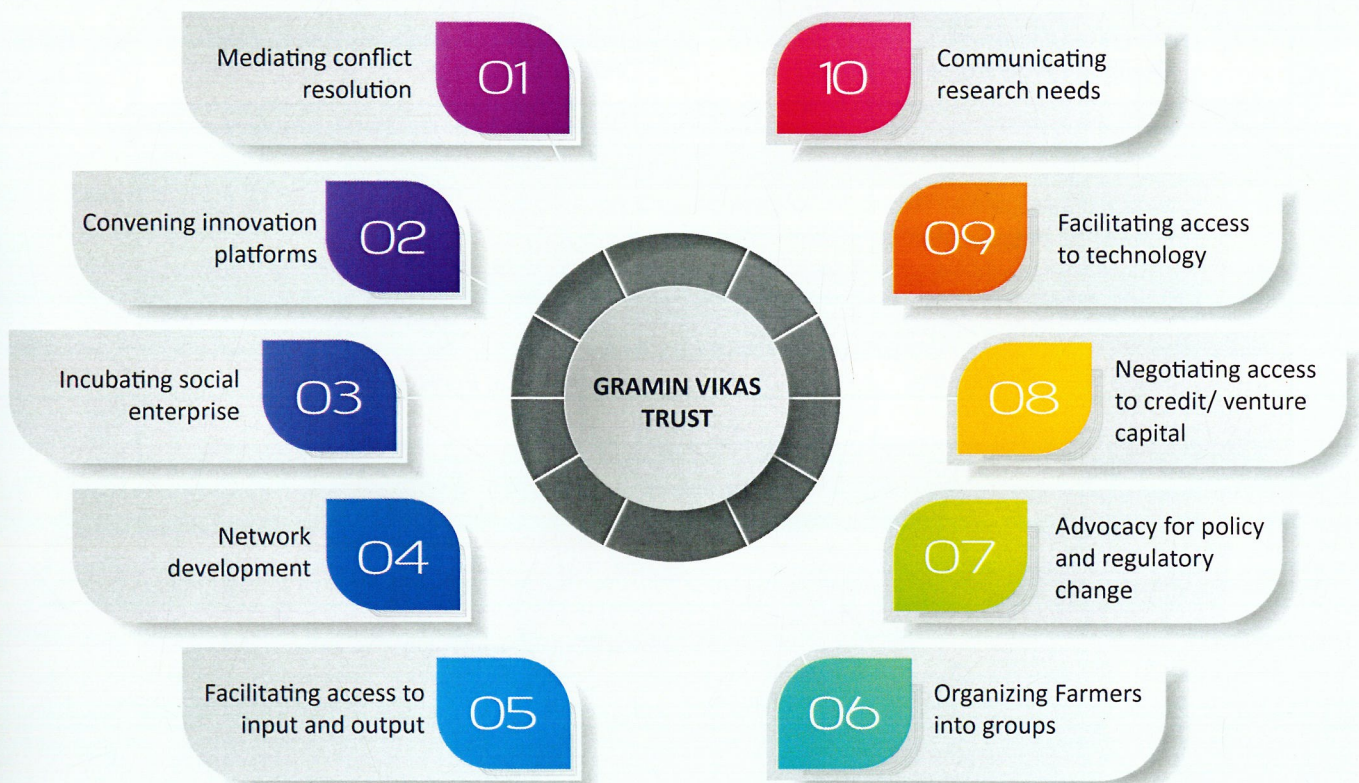 Mediating conflict
resolution
01
Convening innovation
platforms
02
Incubating social
enterprise
03
Network
development
04
Facilitating access to
input and output
05
GRAMIN VIKAS
TRUST
10
Communicating
research needs
09
Facilitating access
to technology
08
Negotiating access
to credit/ venture
capital
07
Advocacy for policy
and regulatory
change
06
Organizing Farmers
into groups